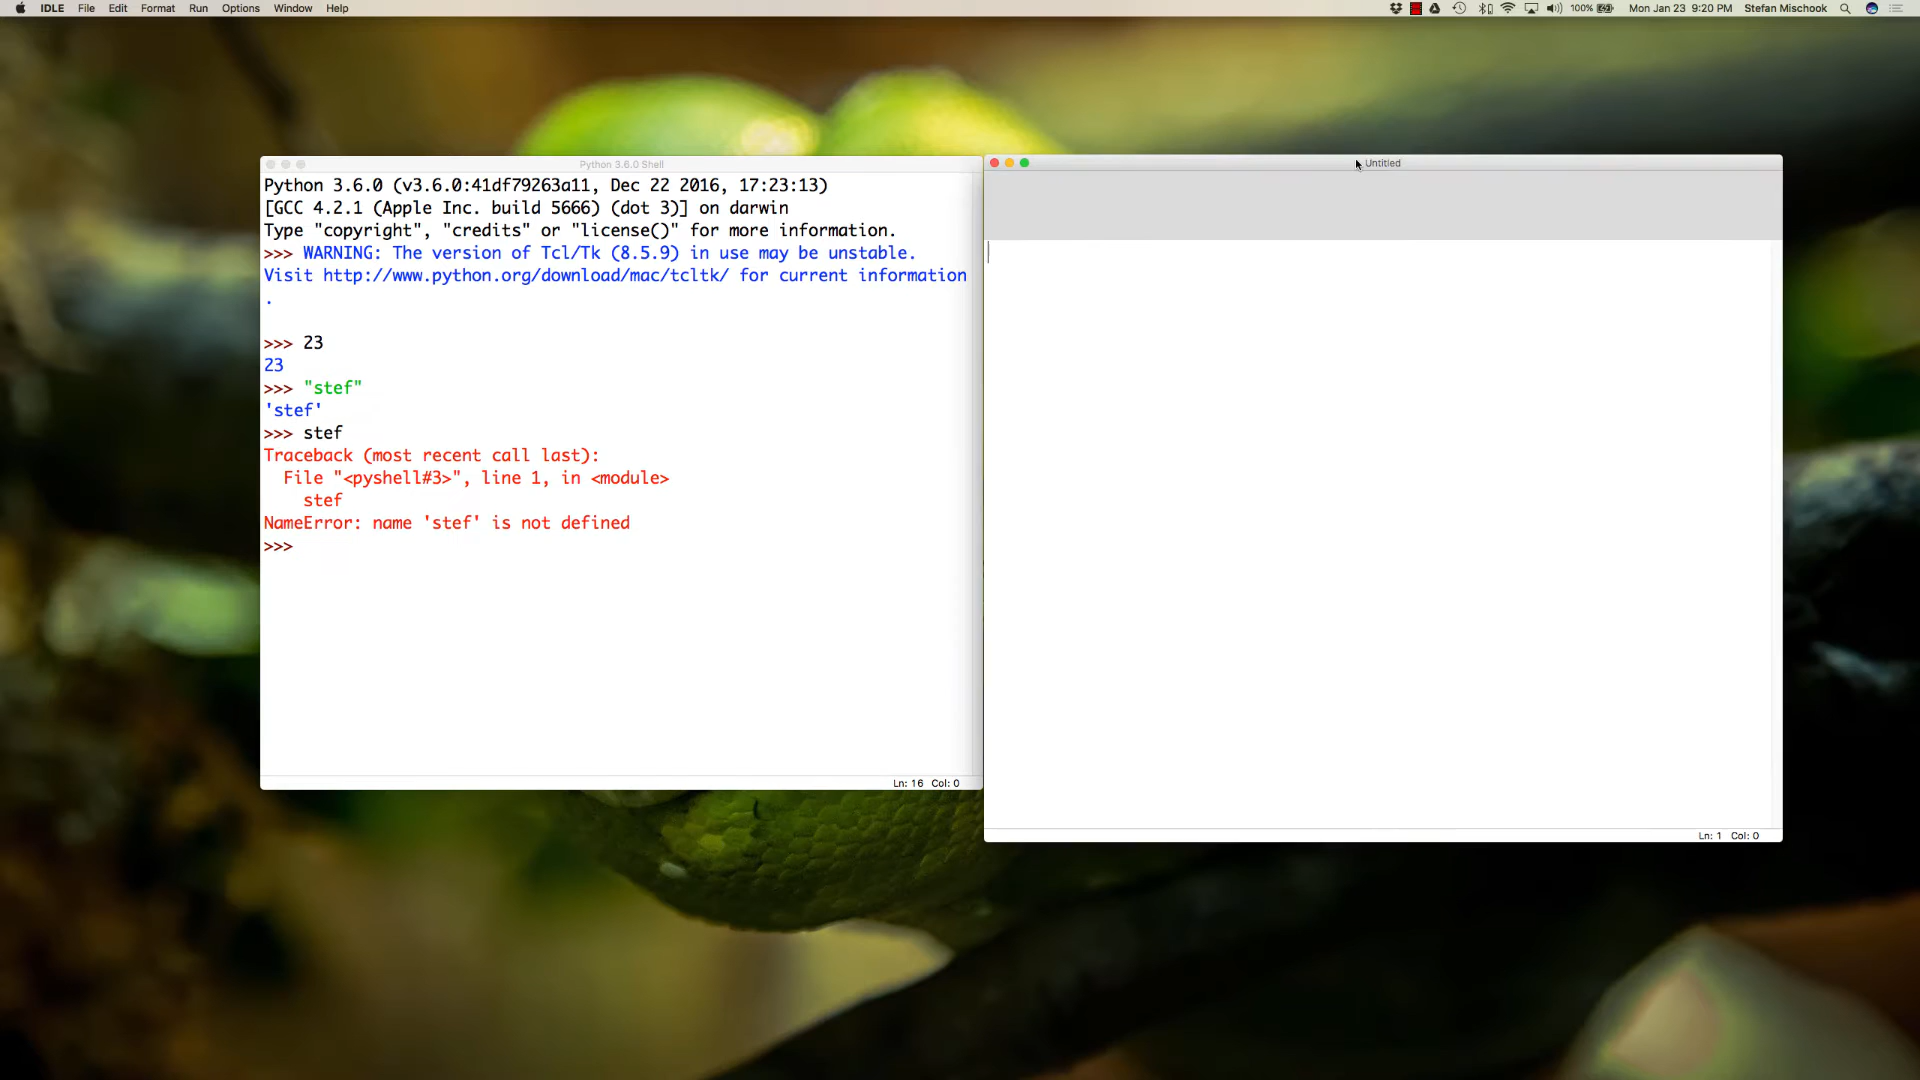 IDLE File Edit Format Run Options Window Help 100% Mon Jan 23 9:20 PM Stefan Mischook
Python 3.6.0 Shell
Python 3.6.0 (v3.6.0:41df79263a11, Dec 22 2016, 17:23:13)
[GCC 4.2.1 (Apple Inc. build 5666) (dot 3)] on darwin
Type "copyright", "credits" or "license()" for more information.
>>> WARNING: The version of Tcl/Tk (8.5.9) in use may be unstable.
Visit http://www.python.org/download/mac/tcltk/ for current information
.
>>> 23
23
>>> "stef"
'stef'
>>> stef
Traceback (most recent call last):
  File "<pyshell#3>", line 1, in <module>
    stef
NameError: name 'stef' is not defined
>>>
Ln: 16 Col: 0
Untitled
Ln: 1 Col: 0